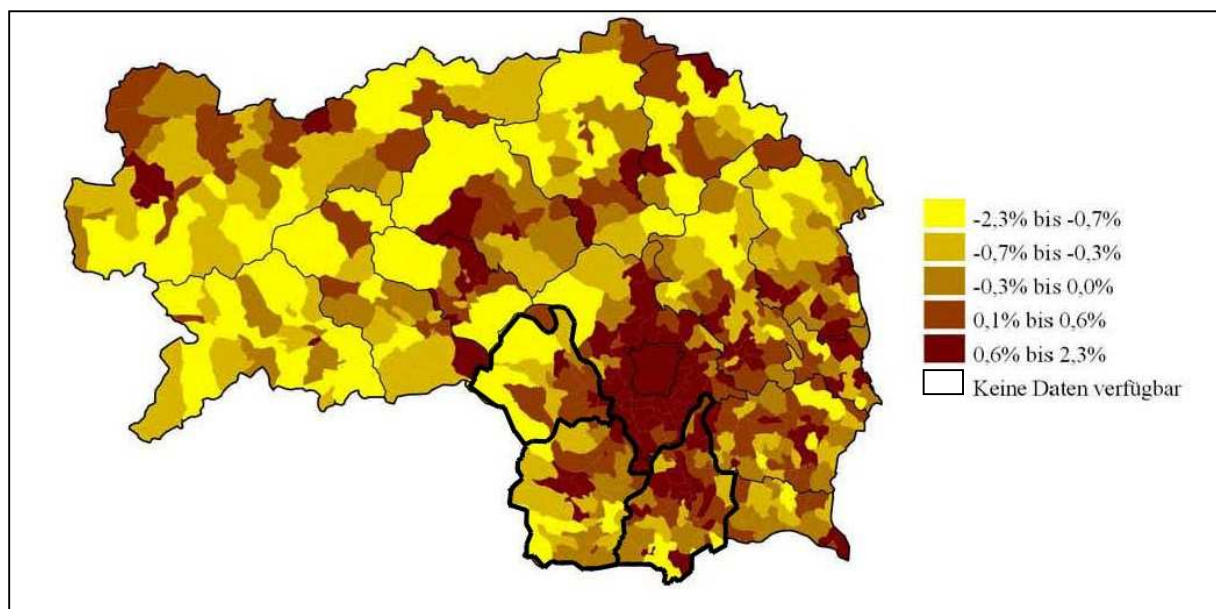 -2,3% bis -0,7%
-0,7% bis -0,3%
-0,3% bis 0,0%
0,1% bis 0,6%
0,6% bis 2,3%
Keine Daten verfügbar